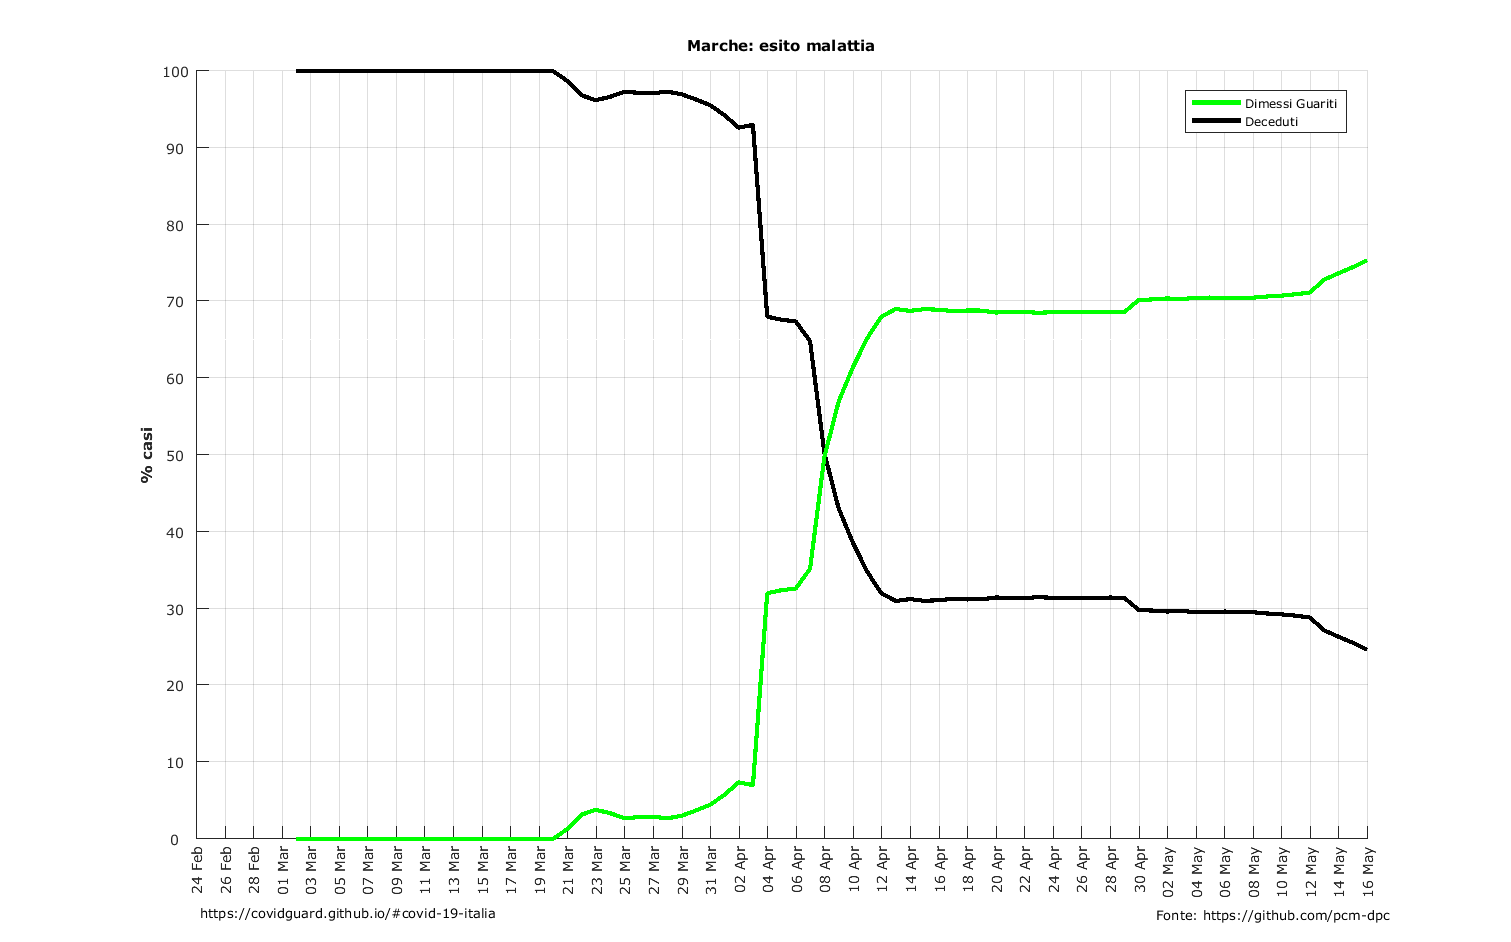 Marche: esito malattia
Dimessi Guariti
Deceduti
% casi
100
90
80
70
60
50
40
30
20
10
0
24 Feb
26 Feb
28 Feb
01 Mar
03 Mar
05 Mar
07 Mar
09 Mar
11 Mar
13 Mar
15 Mar
17 Mar
19 Mar
21 Mar
23 Mar
25 Mar
27 Mar
29 Mar
31 Mar
02 Apr
04 Apr
06 Apr
08 Apr
10 Apr
12 Apr
14 Apr
16 Apr
18 Apr
20 Apr
22 Apr
24 Apr
26 Apr
28 Apr
30 Apr
02 May
04 May
06 May
08 May
10 May
12 May
14 May
16 May
https://covidguard.github.io/#covid-19-italia
Fonte: https://github.com/pcm-dpc